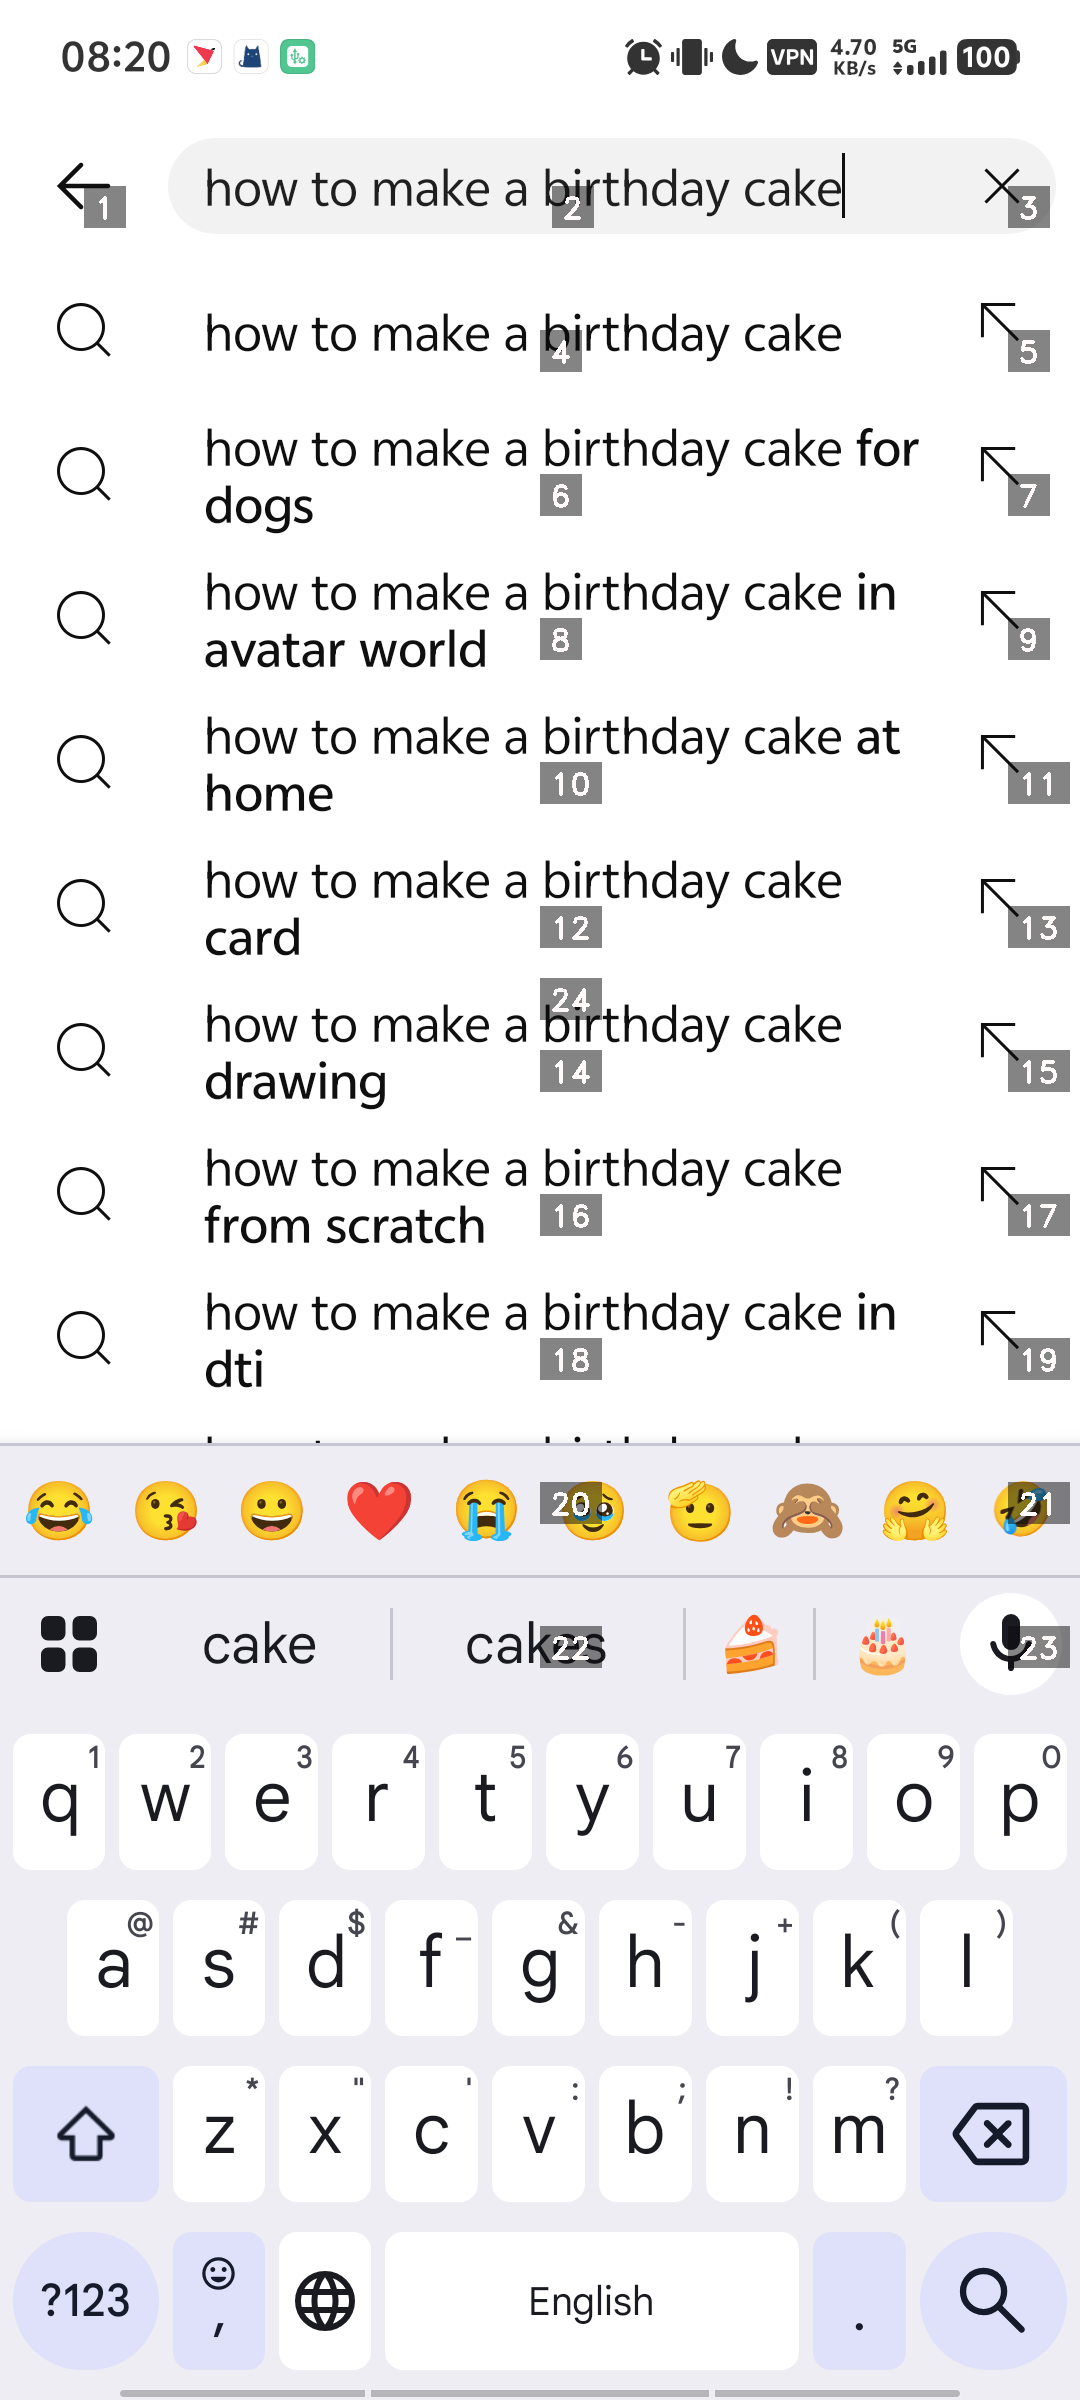 08:20 VPN 4.70 KB/s 5G 100
1
how to make a birthday cake
2
3
how to make a birthday cake
4
5
how to make a birthday cake for
dogs
6
7
how to make a birthday cake in
avatar world
8
9
how to make a birthday cake at
home
10
11
how to make a birthday cake
card
12
13
24
how to make a birthday cake
drawing
14
15
how to make a birthday cake
from scratch
16
17
how to make a birthday cake in
dti
18
19
20
21
cake cakes
22
23
1 2 3 4 5 6 7 8 9 0
q w e r t y u i o p
@ # $ _ & - + ( )
a s d f g h j k l
* " ' : ; ! ?
z x c v b n m
?123 , English .